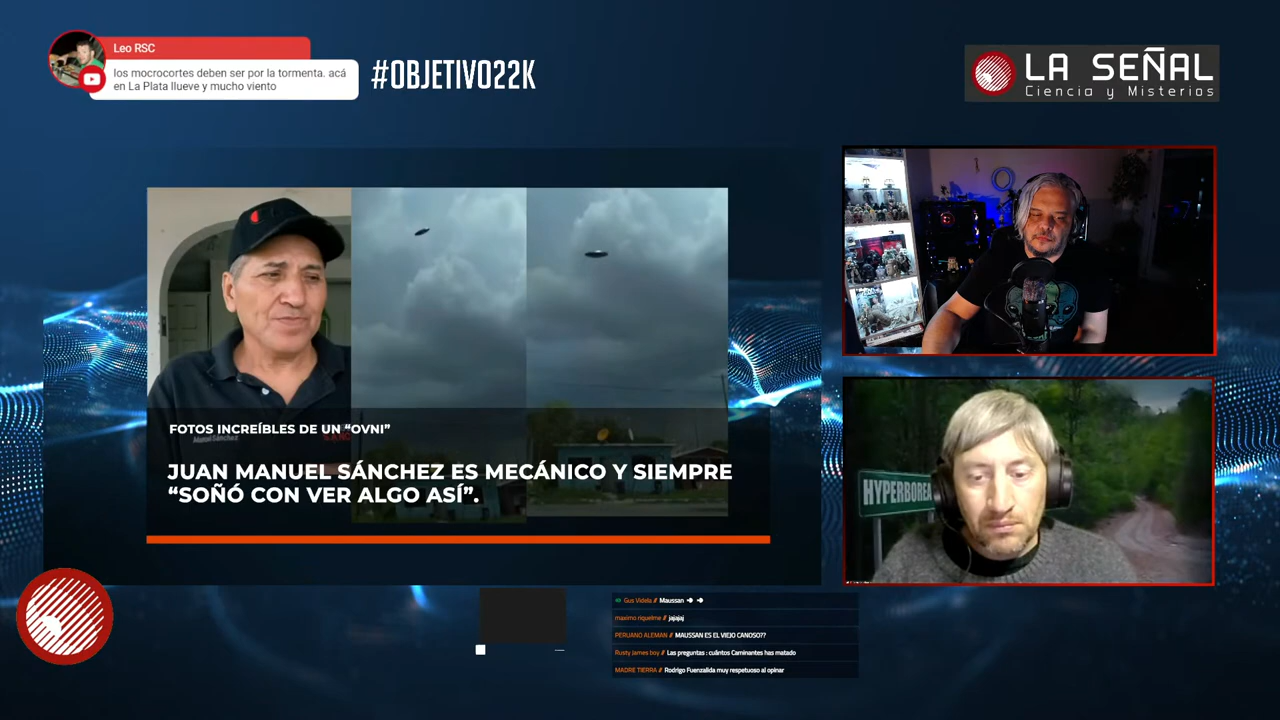 Leo RSC
los mocrocortes deben ser por la tormenta. acá
en La Plata llueve y mucho viento
#OBJETIVO22K
LA SEÑAL
Ciencia y Misterios
FOTOS INCREÍBLES DE UN “OVNI”
Manuel Sánchez
JUAN MANUEL SÁNCHEZ ES MECÁNICO Y SIEMPRE
“SOÑÓ CON VER ALGO ASÍ”.
HYPERBOREA
Gus Videla // Maussan
maximo riquelme // jajajaj
PERUANO ALEMAN // MAUSSAN ES EL VIEJO CANOSO??
Rusty James boy // Las preguntas : cuántos Caminantes has matado
MADRE TIERRA // Rodrigo Fuenzalida muy respetuoso al opinar